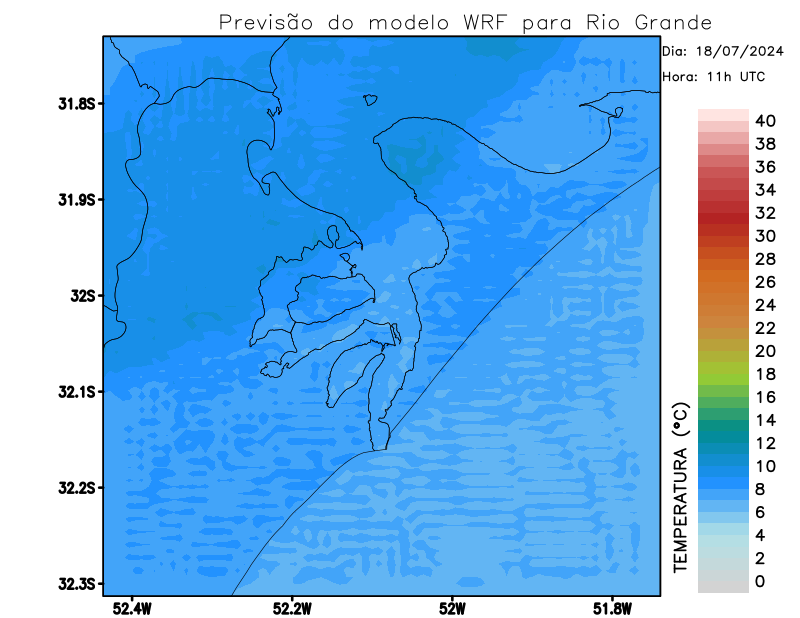 Previsão do modelo WRF para Rio Grande
Dia: 18/07/2024
Hora: 11h UTC
31.8S
31.9S
32S
32.1S
32.2S
32.3S
52.4W
52.2W
52W
51.8W
TEMPERATURA (ºC)
40
38
36
34
32
30
28
26
24
22
20
18
16
14
12
10
8
6
4
2
0